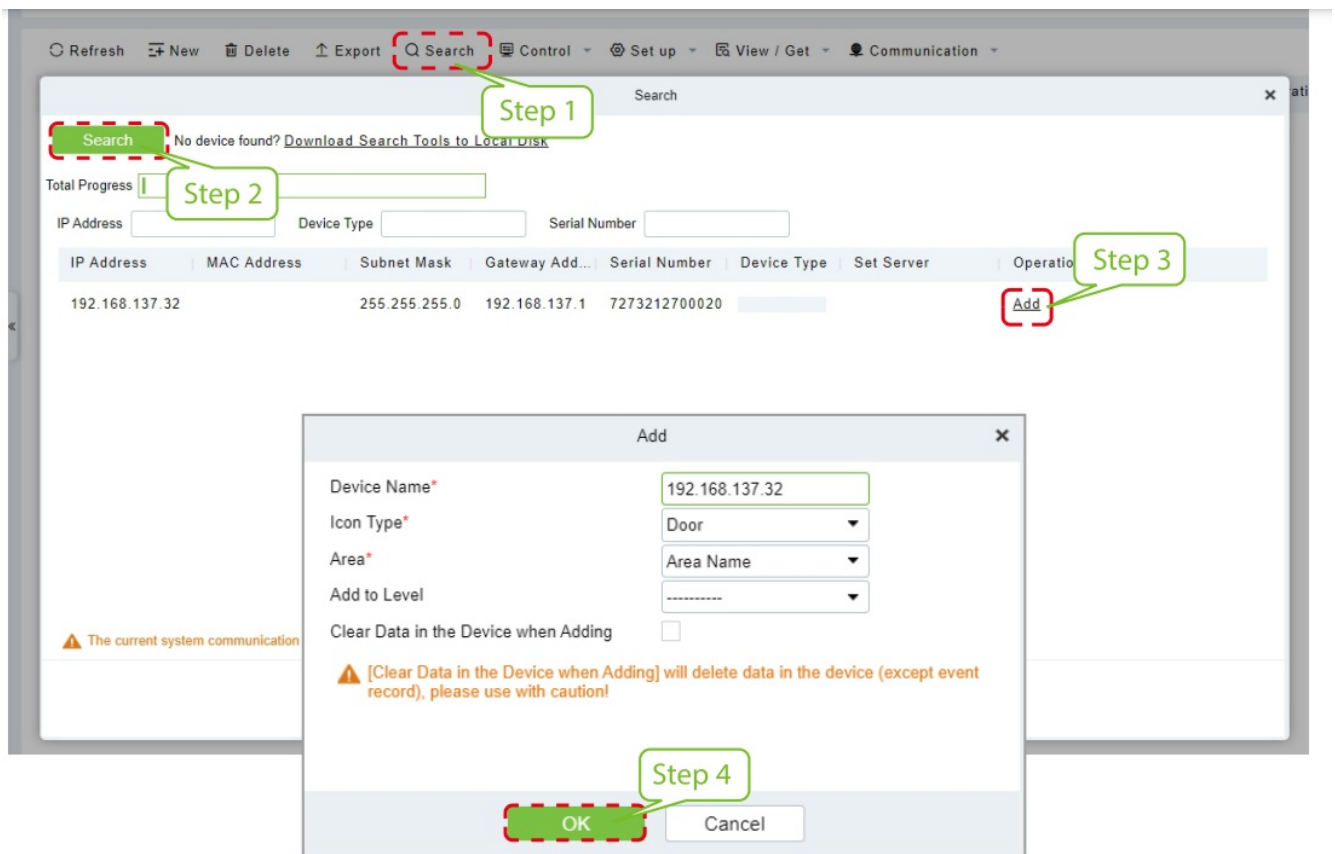 Refresh New Delete Export Search Control Set up View / Get Communication
Search
Step 1
Search No device found? Download Search Tools to Local Disk
Total Progress
Step 2
IP Address Device Type Serial Number
IP Address MAC Address Subnet Mask Gateway Add... Serial Number Device Type Set Server Operatio
Step 3
192.168.137.32 255.255.255.0 192.168.137.1 7273212700020 Add
Add
Device Name* 192.168.137.32
Icon Type* Door
Area* Area Name
Add to Level ----------
Clear Data in the Device when Adding
The current system communication
[Clear Data in the Device when Adding] will delete data in the device (except event
record), please use with caution!
Step 4
OK Cancel